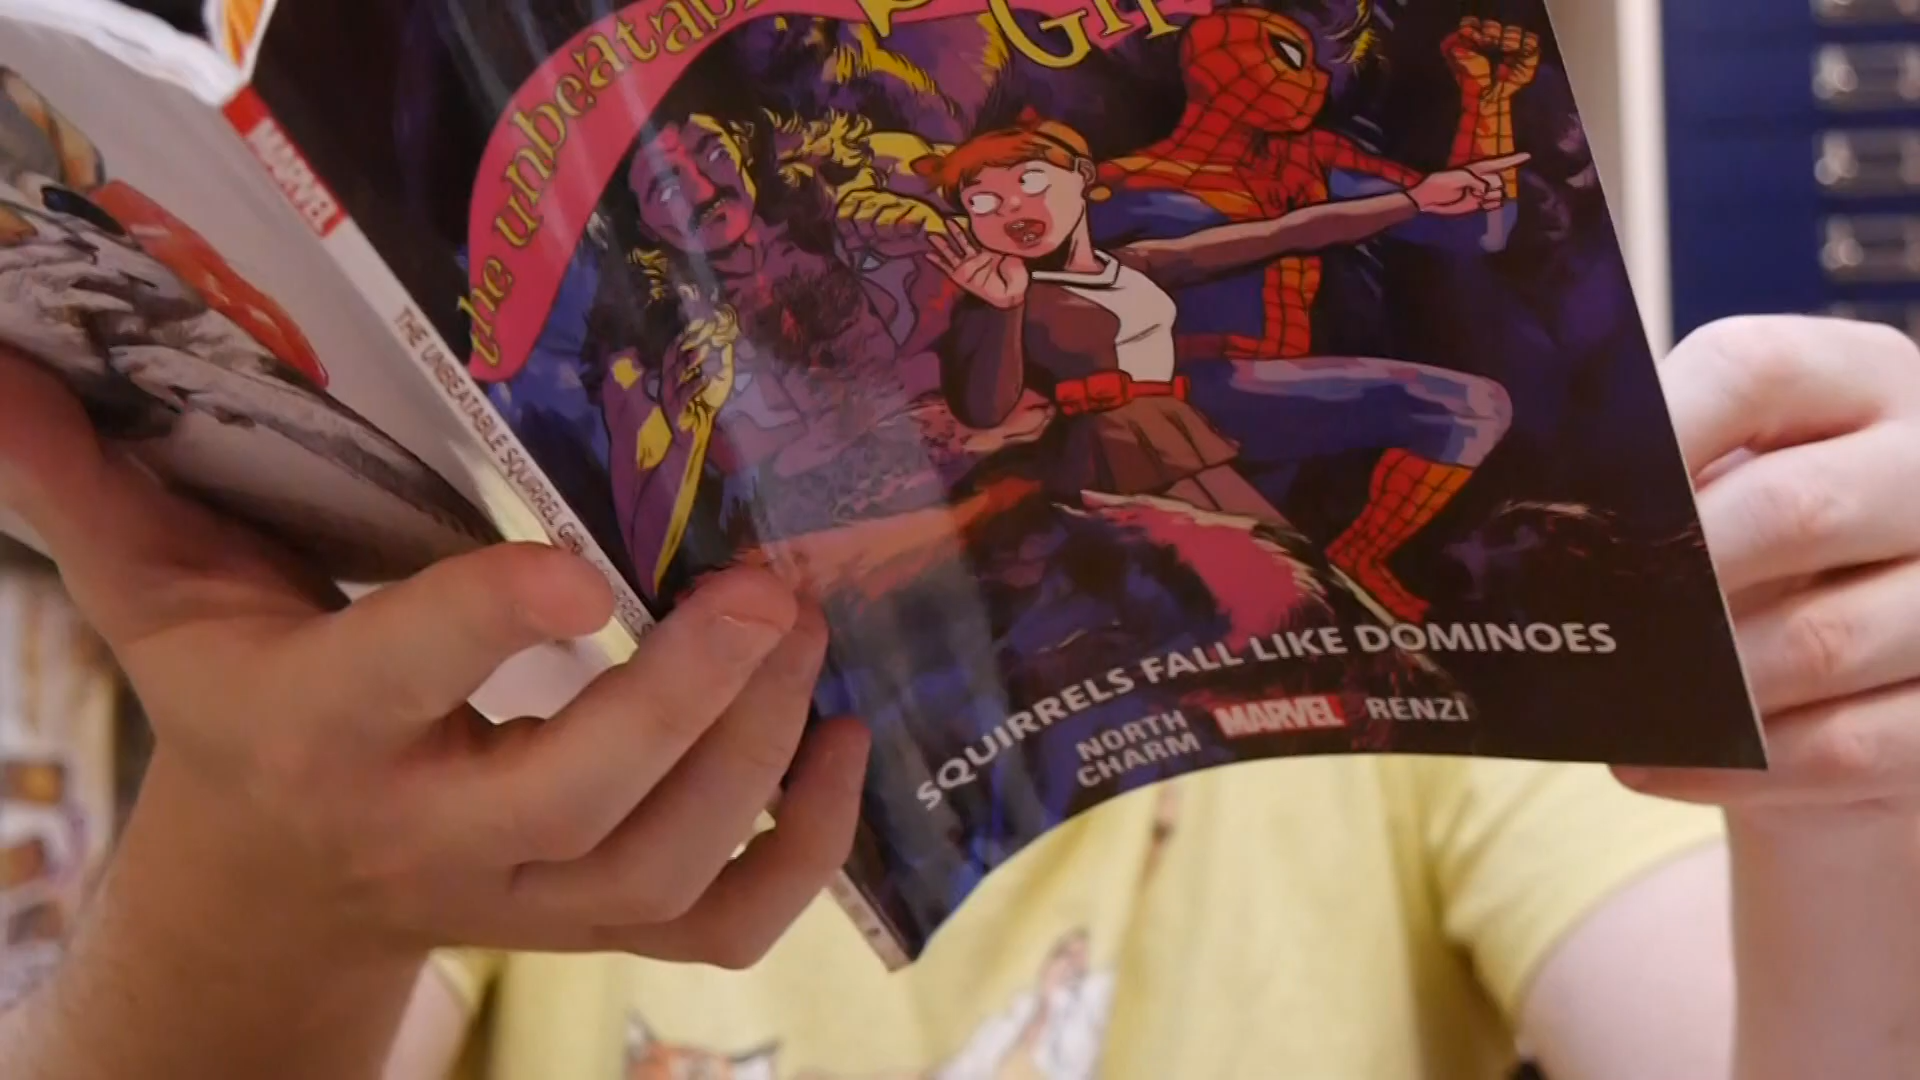 the unbeatable
Girl
MARVEL
THE UNBEATABLE SQUIRREL GIRL
SQUIRRELS FALL LIKE DOMINOES
NORTH
CHARM
MARVEL
RENZI